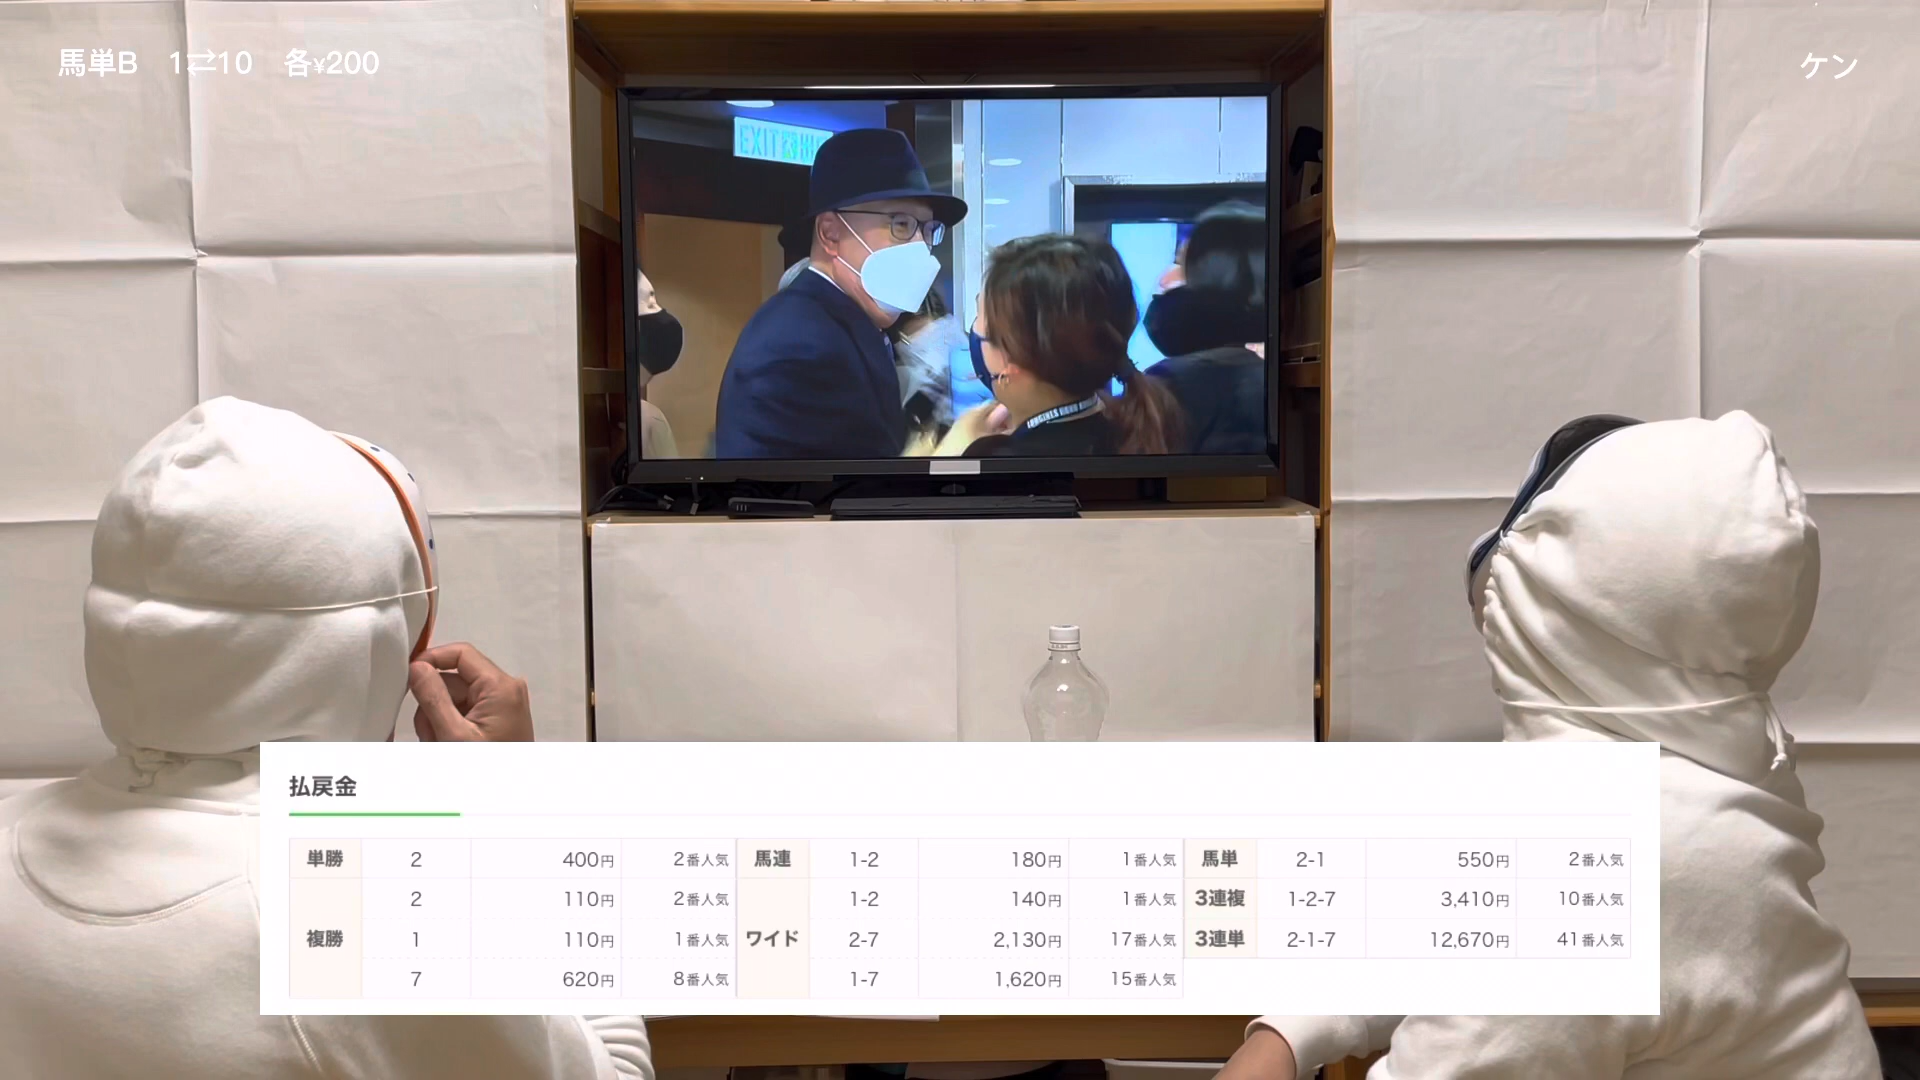 馬単B 1⇄10 各¥200
ケン
EXIT
払戻金
単勝 2 400円 2番人気 馬連 1-2 180円 1番人気 馬単 2-1 550円 2番人気
複勝 2 110円 2番人気 ワイド 1-2 140円 1番人気 3連複 1-2-7 3,410円 10番人気
1 110円 1番人気 2-7 2,130円 17番人気 3連単 2-1-7 12,670円 41番人気
7 620円 8番人気 1-7 1,620円 15番人気